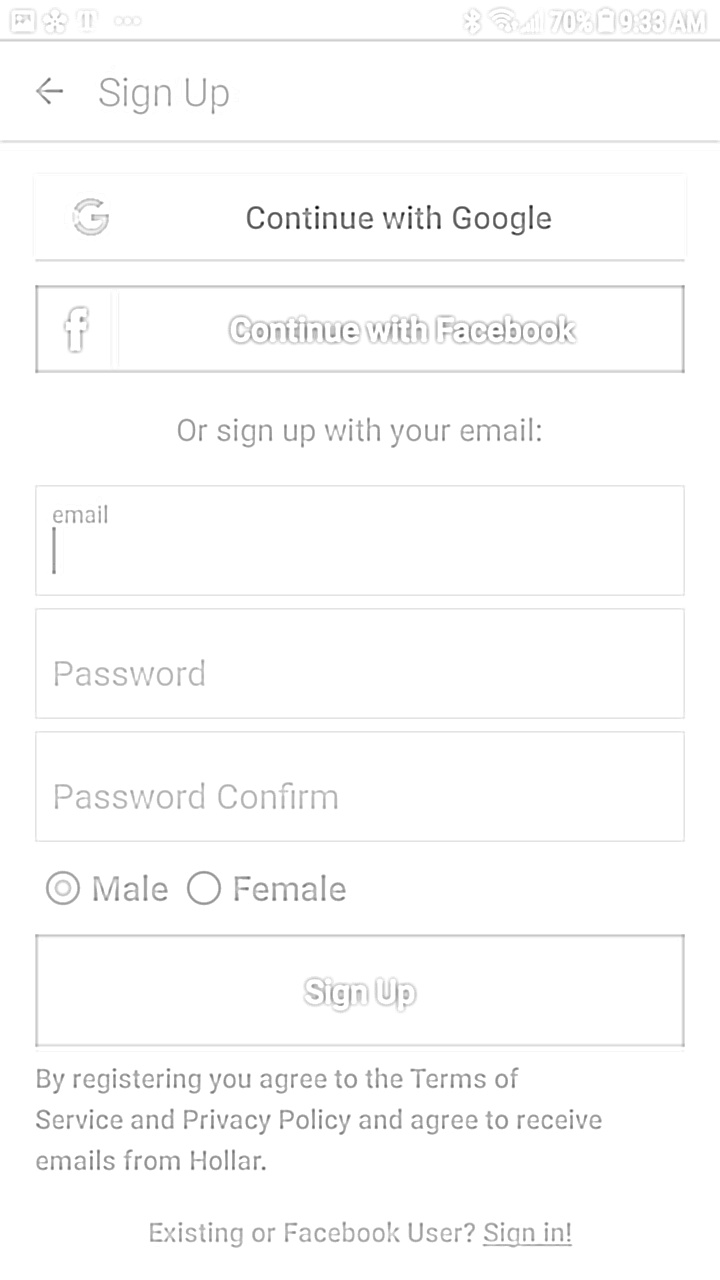 70% 9:33 AM
Sign Up
Continue with Google
f Continue with Facebook
Or sign up with your email:
email
Password
Password Confirm
Male Female
Sign Up
By registering you agree to the Terms of
Service and Privacy Policy and agree to receive
emails from Hollar.
Existing or Facebook User? Sign in!